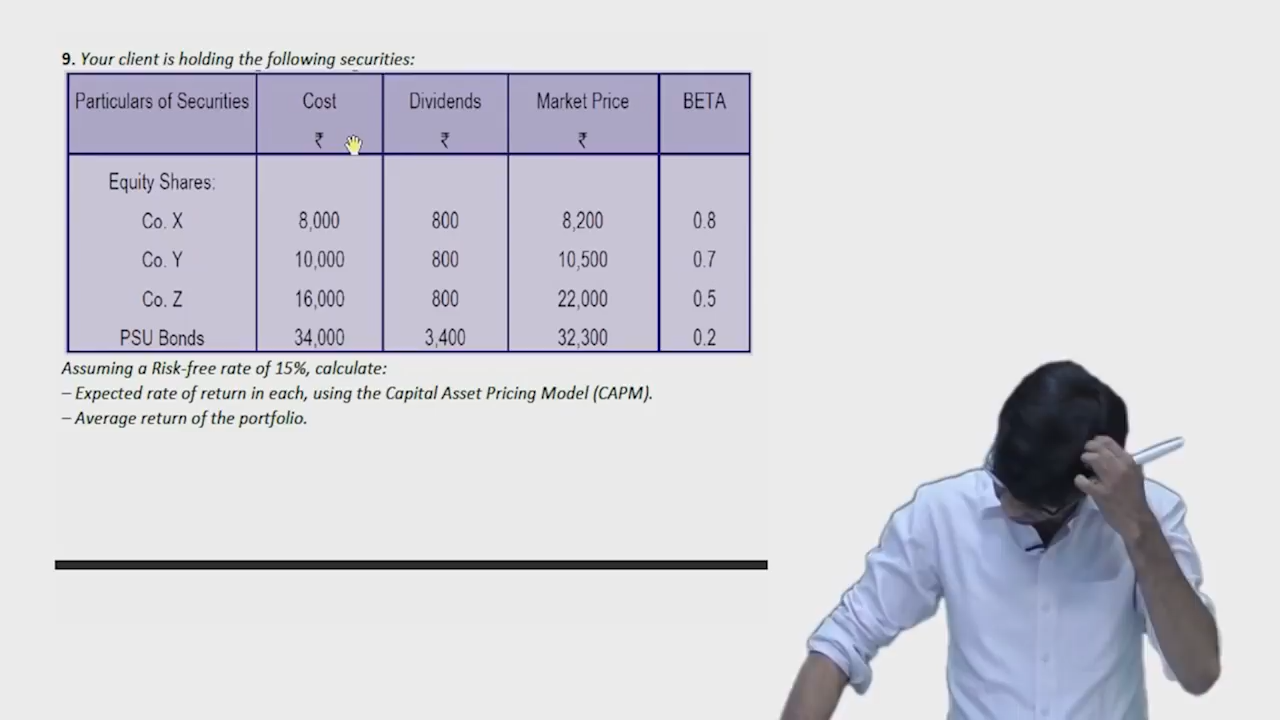 9. Your client is holding the following securities:
Particulars of Securities Cost Dividends Market Price BETA
₹ ₹ ₹
Equity Shares:
Co. X 8,000 800 8,200 0.8
Co. Y 10,000 800 10,500 0.7
Co. Z 16,000 800 22,000 0.5
PSU Bonds 34,000 3,400 32,300 0.2
Assuming a Risk-free rate of 15%, calculate:
– Expected rate of return in each, using the Capital Asset Pricing Model (CAPM).
– Average return of the portfolio.